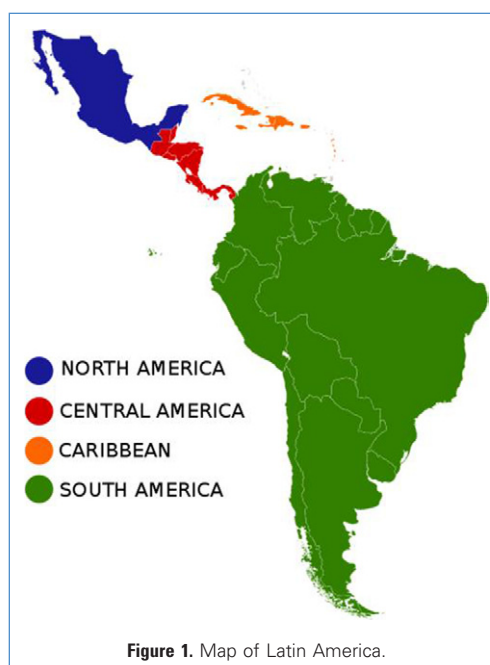 NORTH AMERICA
CENTRAL AMERICA
CARIBBEAN
SOUTH AMERICA
Figure 1. Map of Latin America.